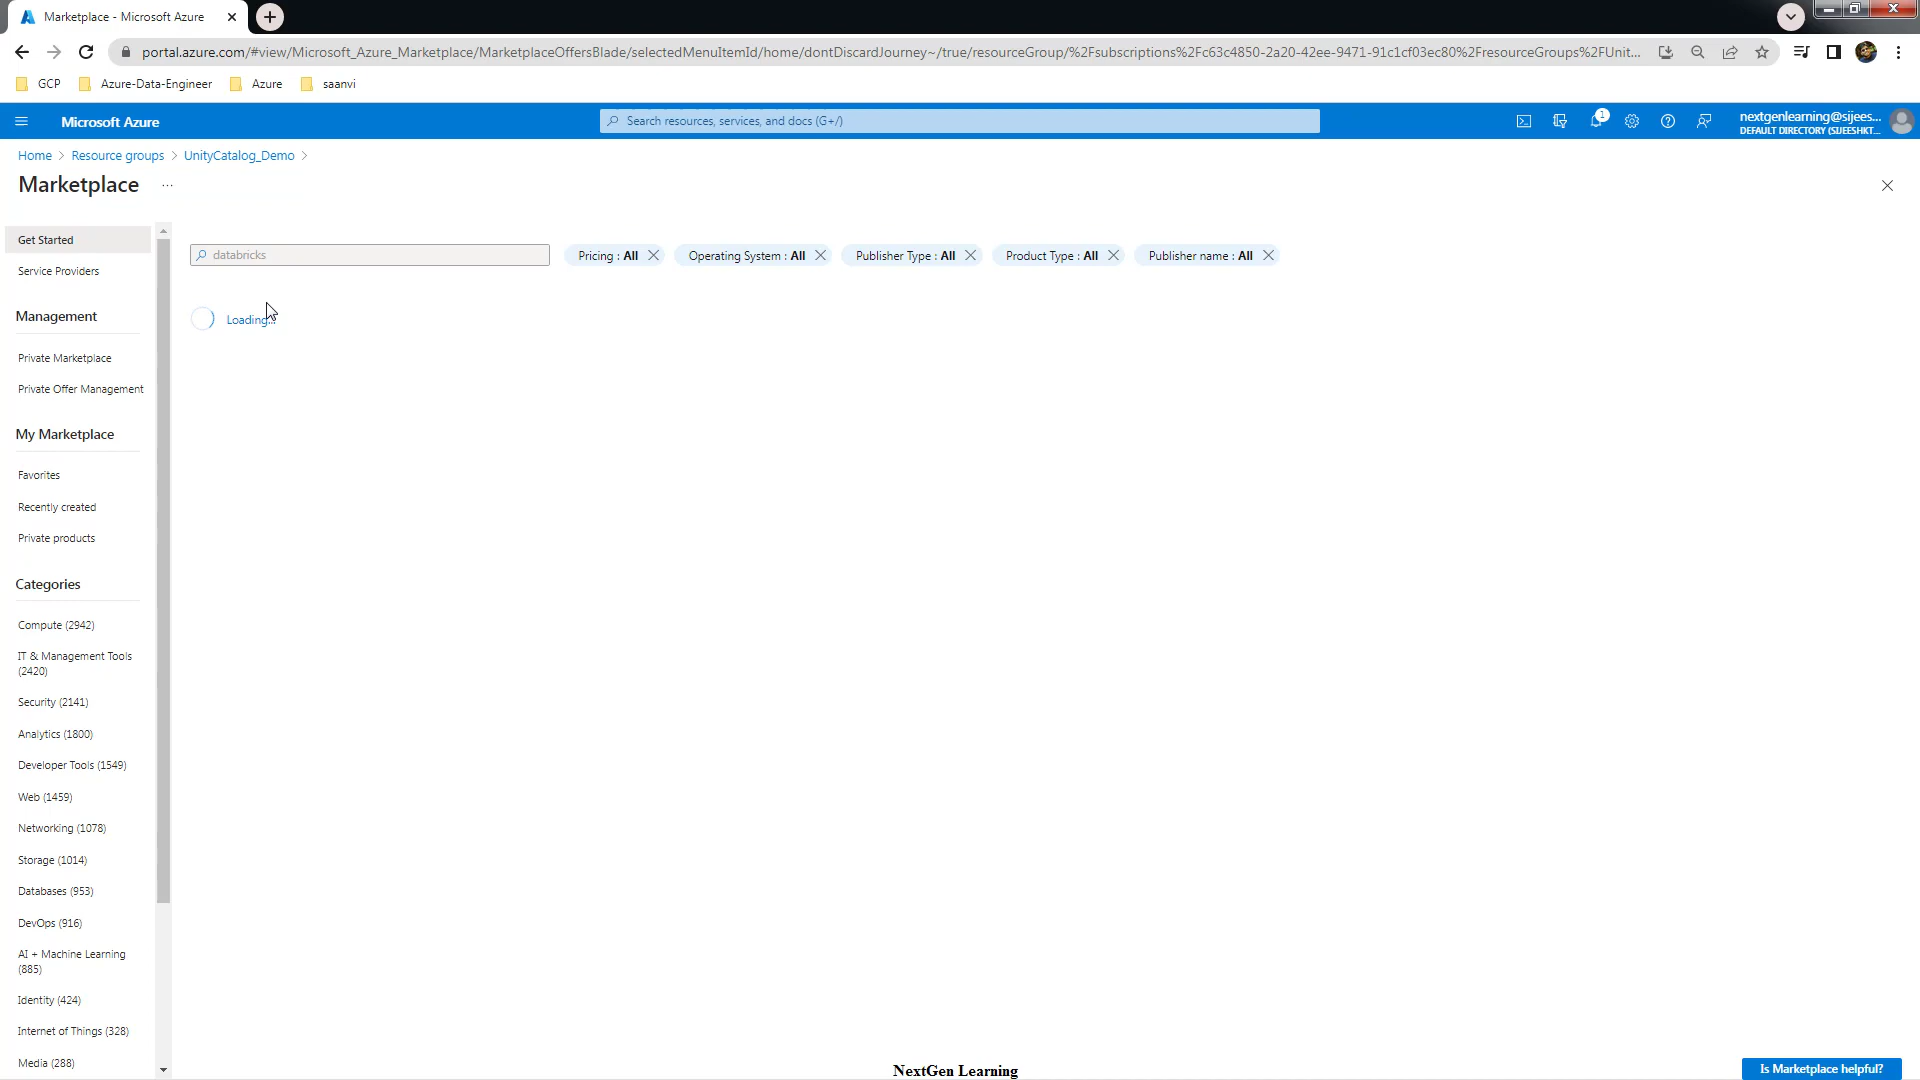 Marketplace - Microsoft Azure
portal.azure.com/#view/Microsoft_Azure_Marketplace/MarketplaceOffersBlade/selectedMenuItemId/home/dontDiscardJourney~/true/resourceGroup/%2Fsubscriptions%2Fc63c4850-2a20-42ee-9471-91c1cf03ec80%2FresourceGroups%2FUnit...
GCP Azure-Data-Engineer Azure saanvi
Microsoft Azure
Search resources, services, and docs (G+/)
1
nextgenlearning@sijees...
DEFAULT DIRECTORY (SIJEESHKT...
Home > Resource groups > UnityCatalog_Demo >
Marketplace ...
Get Started
Service Providers
Management
Private Marketplace
Private Offer Management
My Marketplace
Favorites
Recently created
Private products
Categories
Compute (2942)
IT & Management Tools
(2420)
Security (2141)
Analytics (1800)
Developer Tools (1549)
Web (1459)
Networking (1078)
Storage (1014)
Databases (953)
DevOps (916)
AI + Machine Learning
(885)
Identity (424)
Internet of Things (328)
Media (288)
databricks
Pricing : All
Operating System : All
Publisher Type : All
Product Type : All
Publisher name : All
Loading...
NextGen Learning
Is Marketplace helpful?